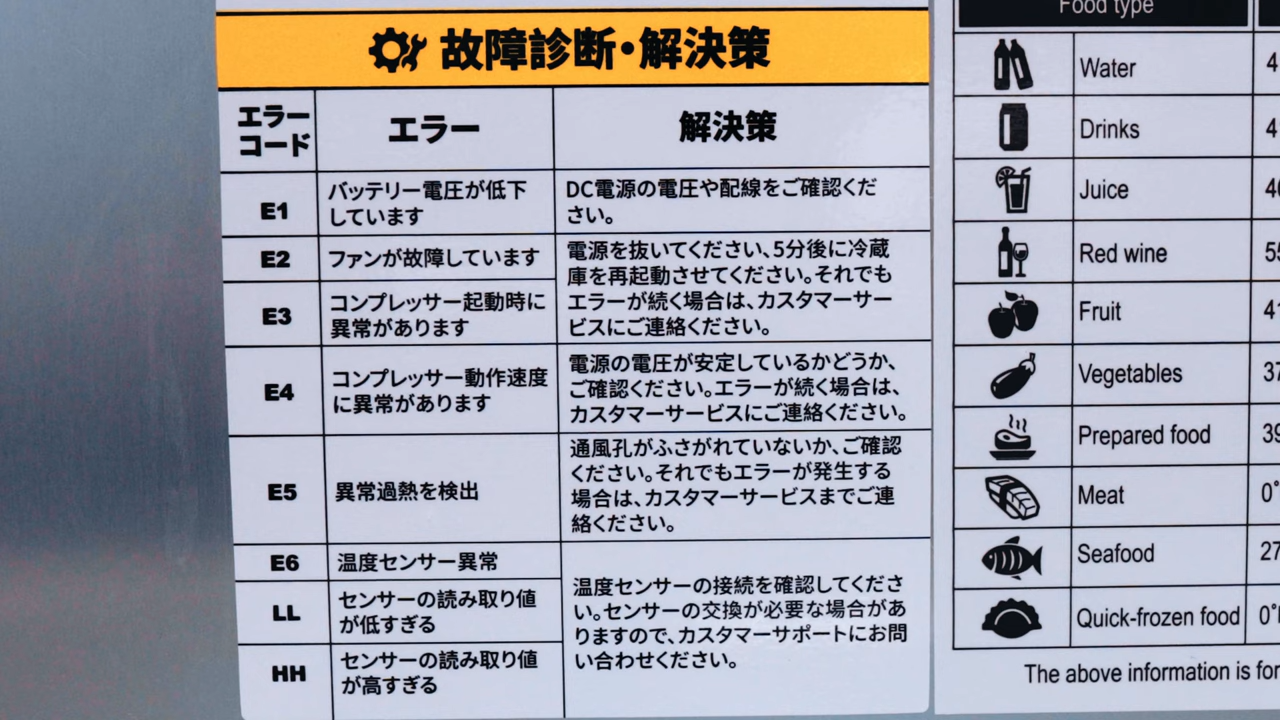 故障診断・解決策
エラー
コード
エラー
解決策
E1
バッテリー電圧が低下
しています
DC電源の電圧や配線をご確認くだ
さい。
E2
ファンが故障しています
電源を抜いてください、5分後に冷蔵
庫を再起動させてください。それでも
エラーが続く場合は、カスタマーサー
ビスにご連絡ください。
E3
コンプレッサー起動時に
異常があります
E4
コンプレッサー動作速度
に異常があります
電源の電圧が安定しているかどうか、
ご確認ください。エラーが続く場合は、
カスタマーサービスにご連絡ください。
E5
異常過熱を検出
通風孔がふさがれていないか、ご確認
ください。それでもエラーが発生する
場合は、カスタマーサービスまでご連
絡ください。
E6
温度センサー異常
温度センサーの接続を確認してくださ
い。センサーの交換が必要な場合があ
りますので、カスタマーサポートにお問
い合わせください。
LL
センサーの読み取り値
が低すぎる
HH
センサーの読み取り値
が高すぎる
Food type
Water
Drinks
Juice
Red wine
Fruit
Vegetables
Prepared food
Meat
0°
Seafood
27
Quick-frozen food
0°
The above information is for